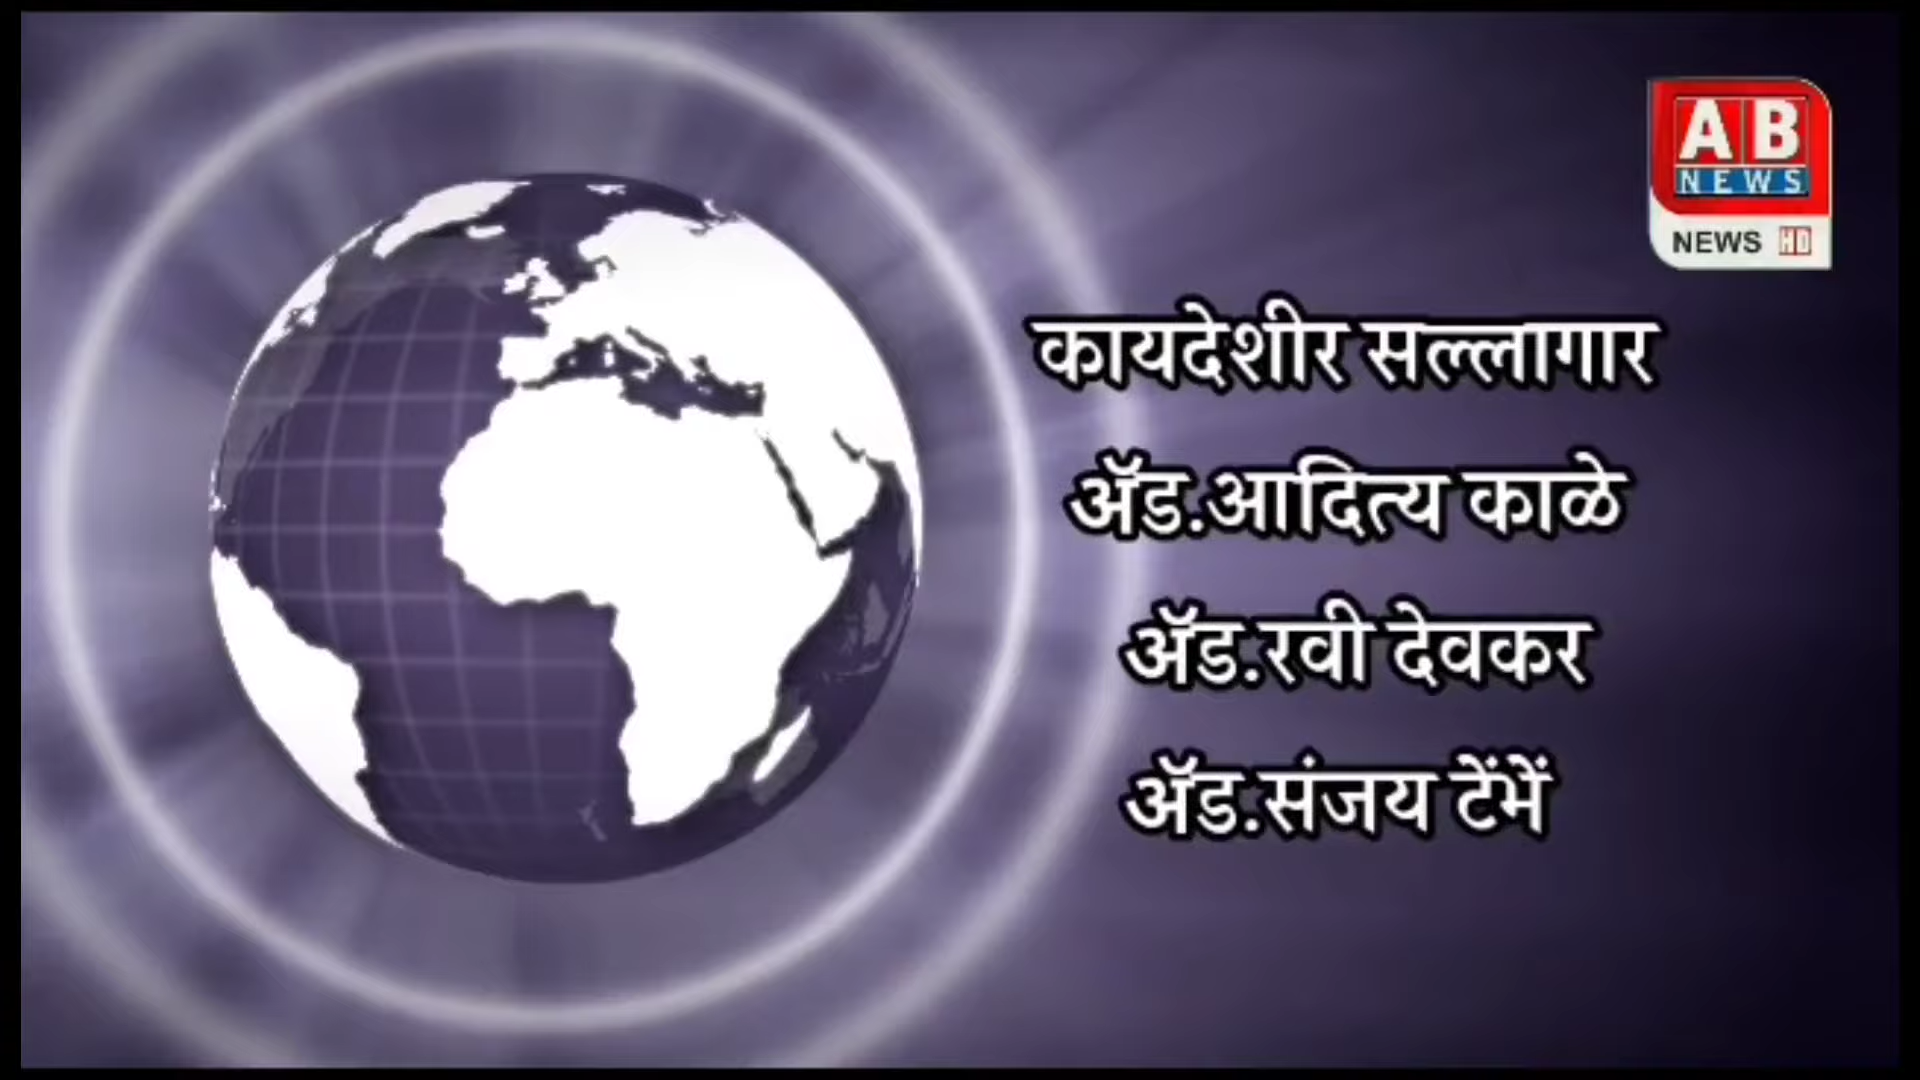 AB
NEWS
NEWS HD
कायदेशीर सल्लागार
ॲड.आदित्य काळे
ॲड.रवी देवकर
ॲड.संजय टेंभें